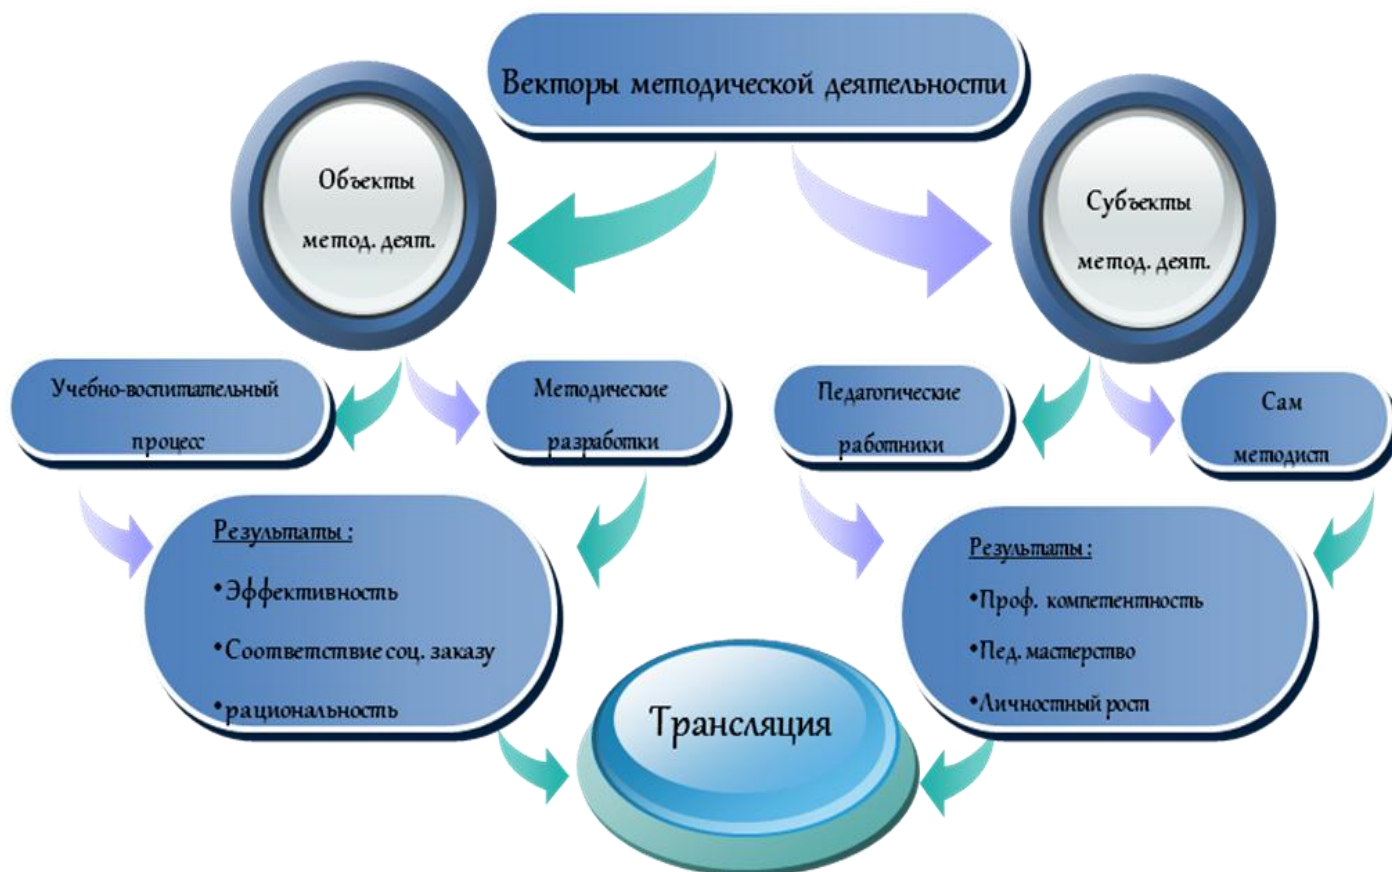 Векторы методической деятельности
Объекты
метод. деят.
Субъекты
метод. деят.
Учебно-воспитательный
процесс
Методические
разработки
Педагогические
работники
Сам
методист
Результаты :
•Эффективность
•Соответствие соц. заказу
•рациональность
Результаты :
•Проф. компетентность
•Пед. мастерство
•Личностный рост
Трансляция